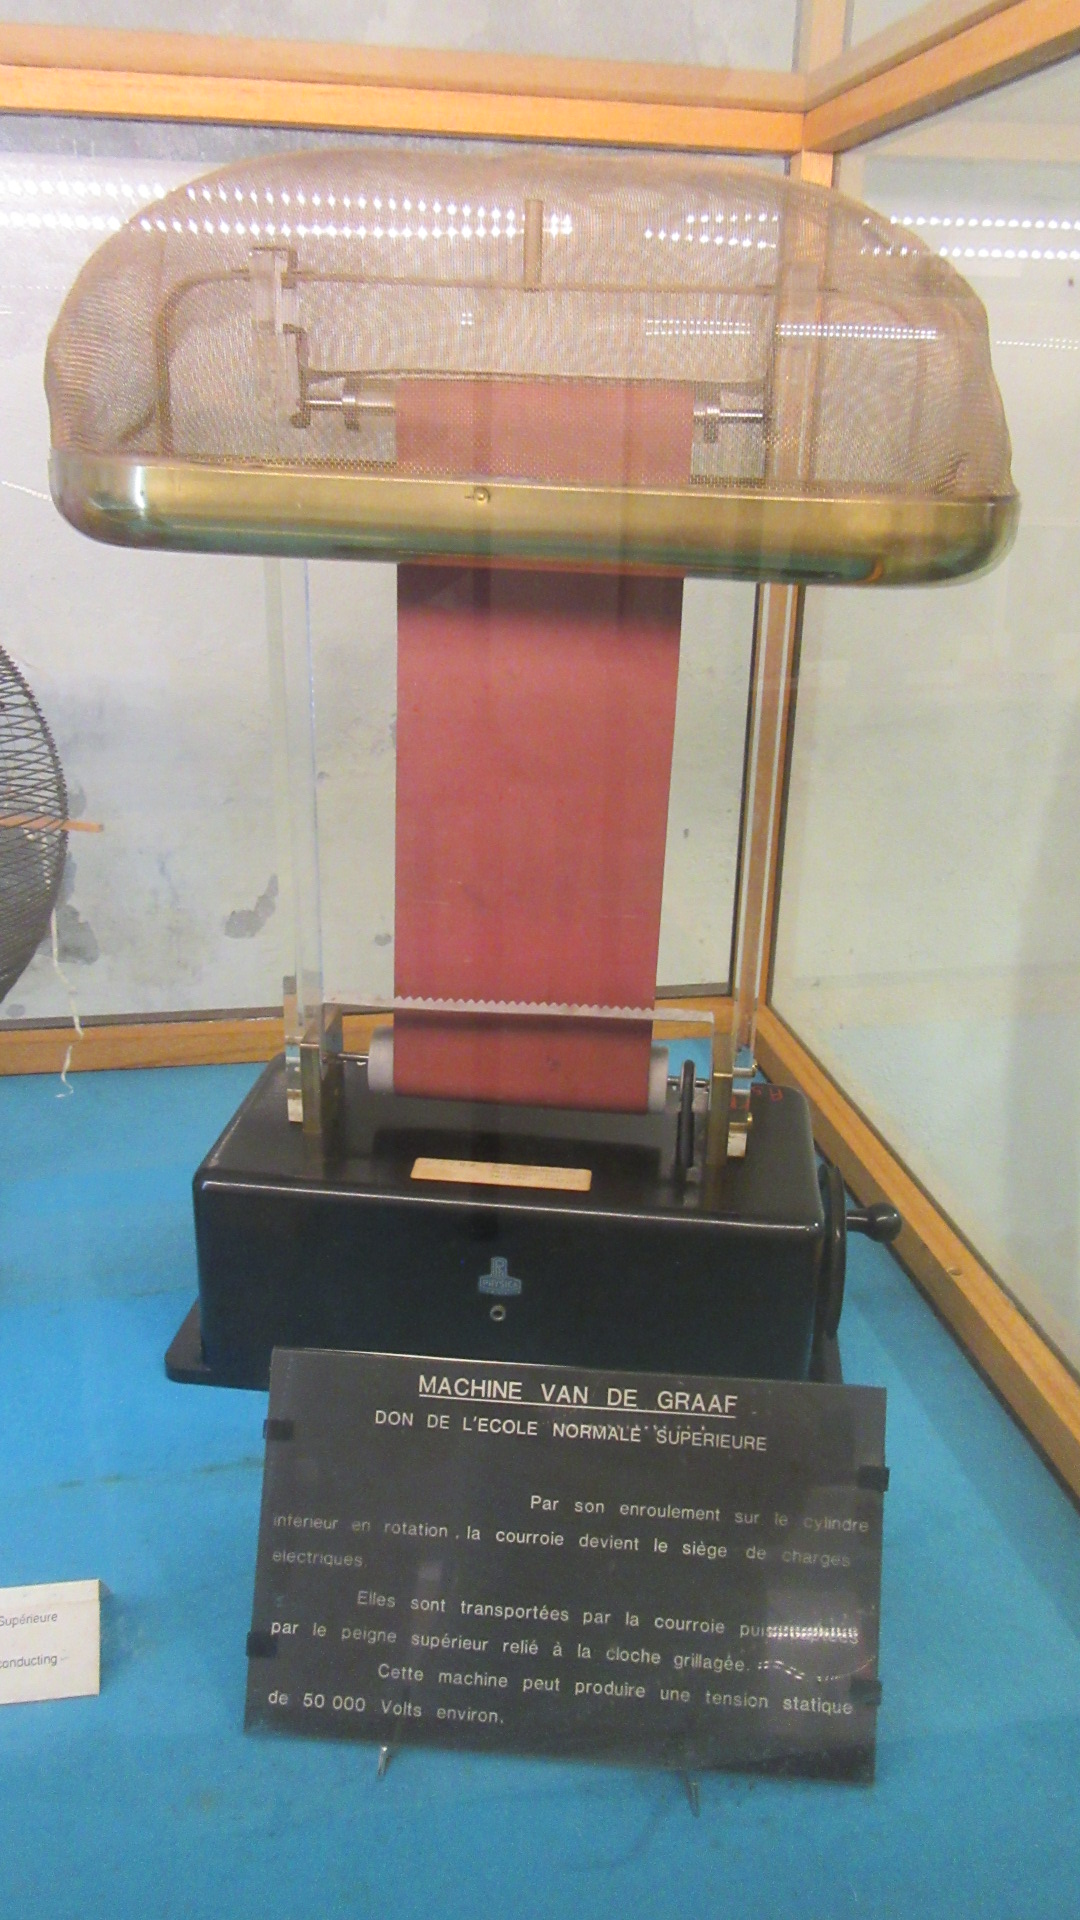 PHYSICA
MACHINE VAN DE GRAAF
DON DE L'ECOLE NORMALE SUPERIEURE
Par son enroulement sur le cylindre
inferieur en rotation, la courroie devient le siège de charges
electriques.
Elles sont transportées par la courroie puis
par le peigne supérieur relié à la cloche grillagée.
Cette machine peut produire une tension statique
de 50 000 Volts environ.
Supérieure
conducting